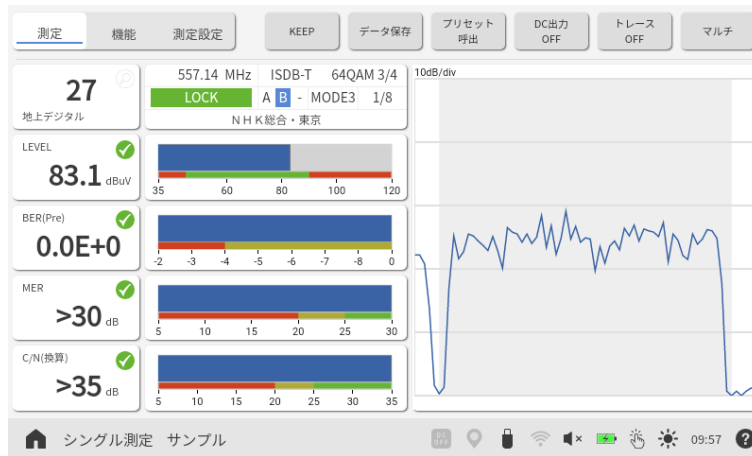 測定 機能 測定設定 KEEP データ保存 プリセット呼出 DC出力 OFF トレース OFF マルチ
27
地上デジタル
557.14 MHz ISDB-T 64QAM 3/4
LOCK A B - MODE3 1/8
NHK総合・東京
10dB/div
LEVEL
83.1 dBuV
35 60 80 100 120
BER(Pre)
0.0E+0
-2 -3 -4 -5 -6 -7 -8 0
MER
>30 dB
5 10 15 20 25 30
C/N(換算)
>35 dB
5 10 15 20 25 30 35
シングル測定 サンプル DC OFF 09:57 ?